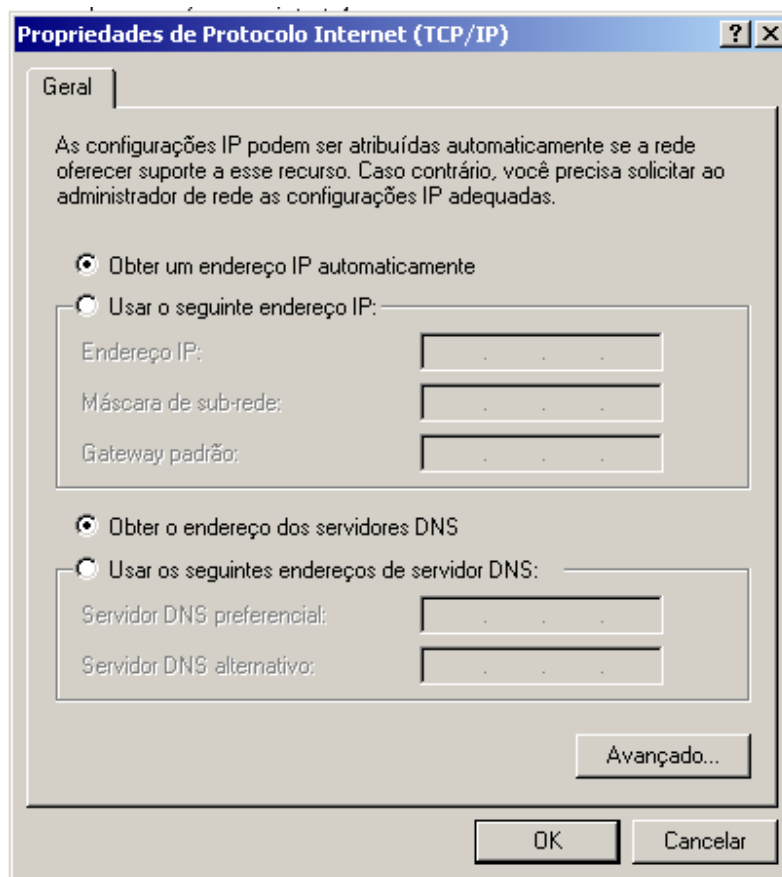 Propriedades de Protocolo Internet (TCP/IP)
Geral
As configurações IP podem ser atribuídas automaticamente se a rede
oferecer suporte a esse recurso. Caso contrário, você precisa solicitar ao
administrador de rede as configurações IP adequadas.
Obter um endereço IP automaticamente
Usar o seguinte endereço IP:
Endereço IP:
Máscara de sub-rede:
Gateway padrão:
Obter o endereço dos servidores DNS
Usar os seguintes endereços de servidor DNS:
Servidor DNS preferencial:
Servidor DNS alternativo:
Avançado...
OK Cancelar